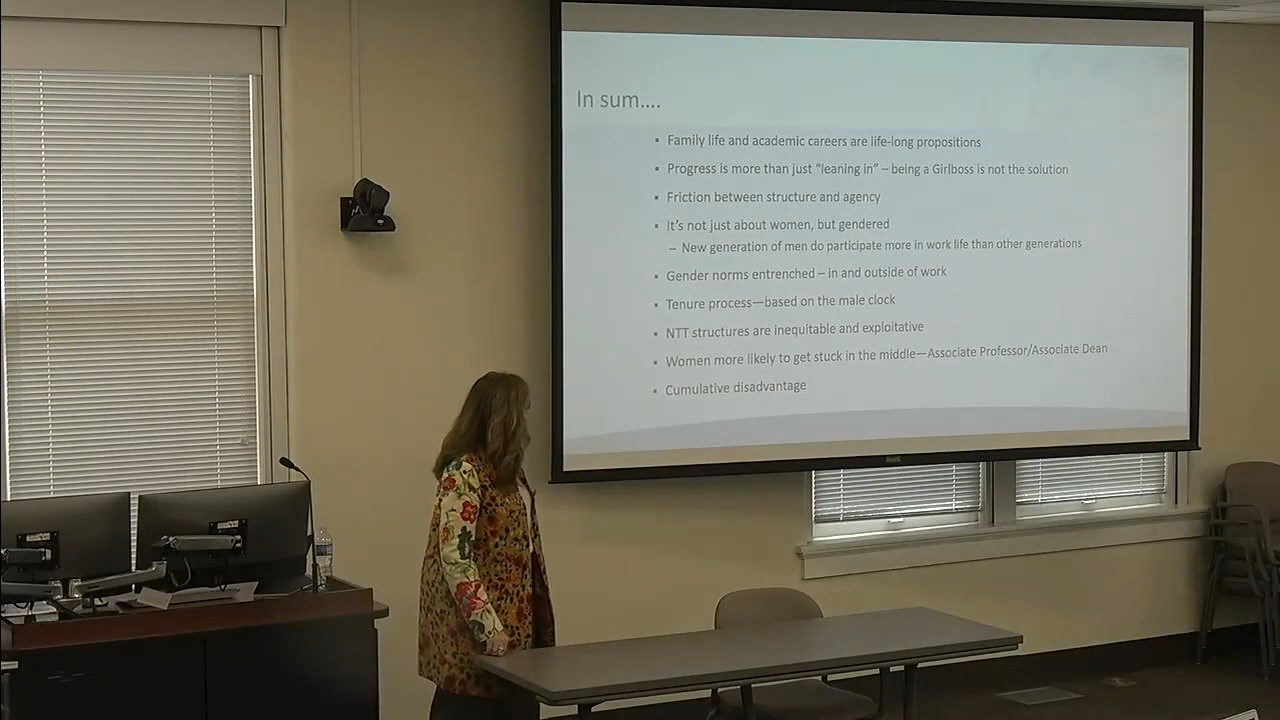 In sum....
▪ Family life and academic careers are life-long propositions
▪ Progress is more than just “leaning in” – being a Girlboss is not the solution
▪ Friction between structure and agency
▪ It’s not just about women, but gendered
– New generation of men do participate more in work life than other generations
▪ Gender norms entrenched – in and outside of work
▪ Tenure process—based on the male clock
▪ NTT structures are inequitable and exploitative
▪ Women more likely to get stuck in the middle—Associate Professor/Associate Dean
▪ Cumulative disadvantage